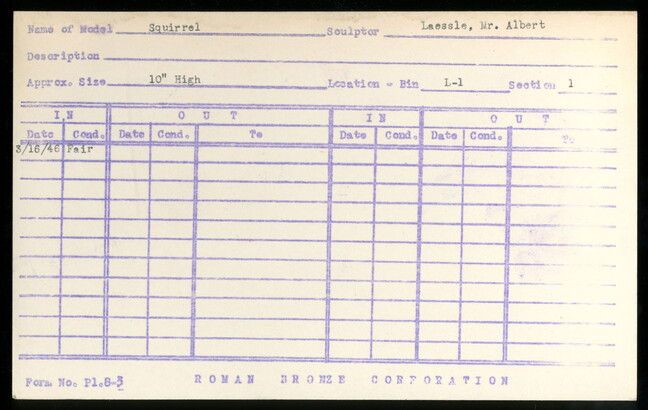 Name of Model Squirrel Sculptor Laessle, Mr. Albert
Description
Approx. Size 10" High Location - Bin L-1 Section 1
IN OUT IN OUT
Date Cond. Date Cond. To Date Cond. Date Cond. To
3/16/46 Fair
Form No. Pl.8-3 ROMAN BRONZE CORPORATION